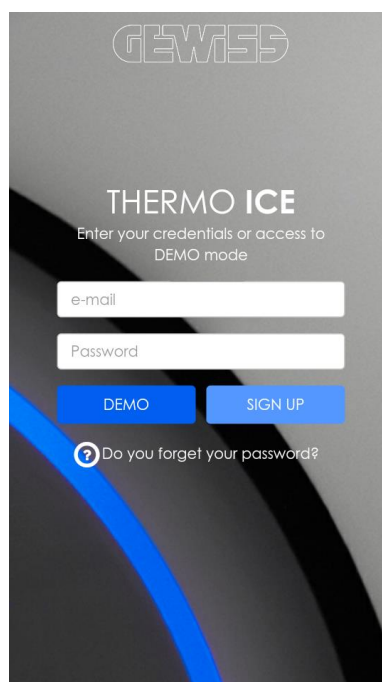 GEWISS
THERMO ICE
Enter your credentials or access to
DEMO mode
e-mail
Password
DEMO
SIGN UP
? Do you forget your password?